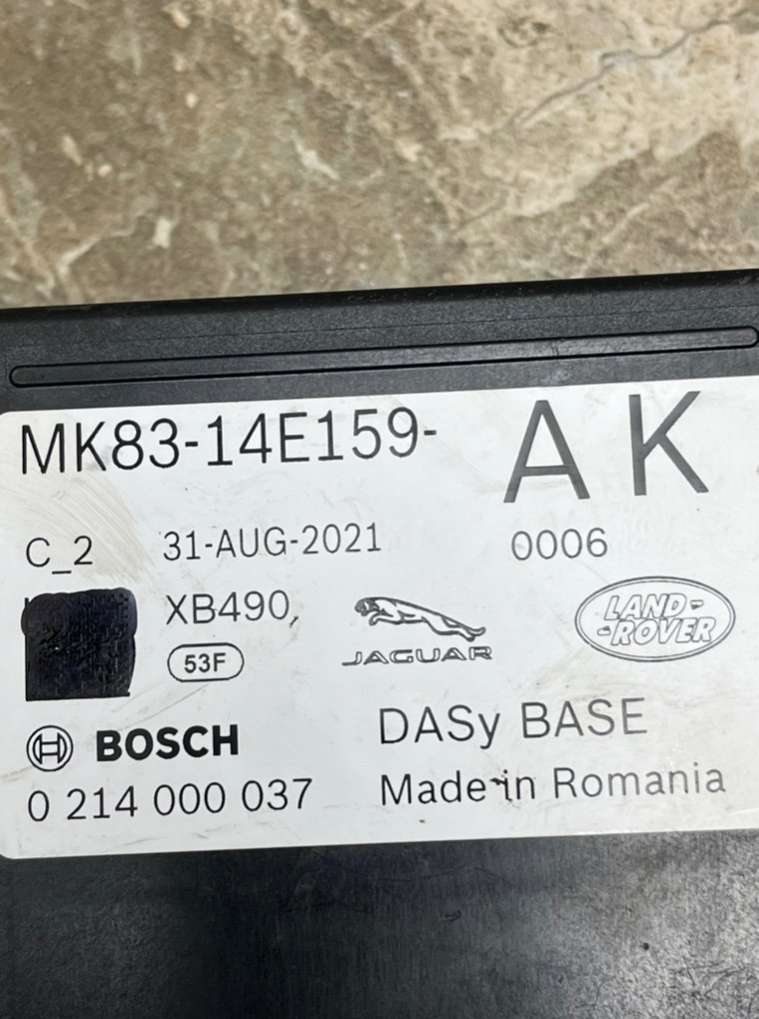 MK83-14E159- AK
C_2 31-AUG-2021 0006
XB490,
53F
JAGUAR
LAND-
-ROVER
BOSCH
DASy BASE
0 214 000 037
Made in Romania